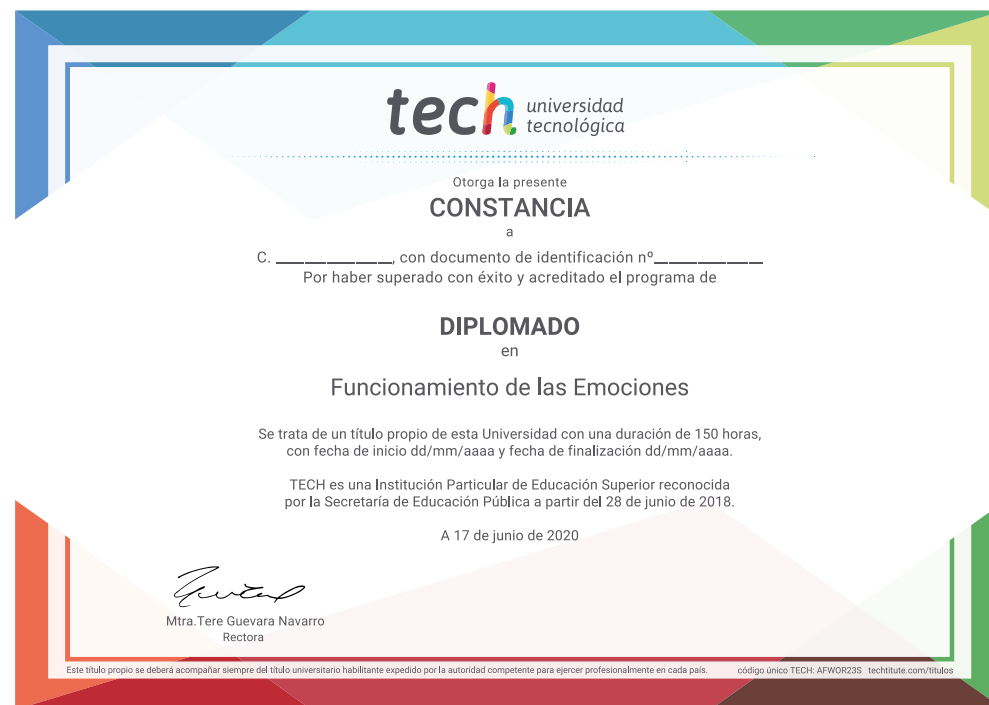 tech universidad
tecnológica
Otorga la presente
CONSTANCIA
a
C. ________________, con documento de identificación nº_______________
Por haber superado con éxito y acreditado el programa de
DIPLOMADO
en
Funcionamiento de las Emociones
Se trata de un título propio de esta Universidad con una duración de 150 horas,
con fecha de inicio dd/mm/aaaa y fecha de finalización dd/mm/aaaa.
TECH es una Institución Particular de Educación Superior reconocida
por la Secretaría de Educación Pública a partir del 28 de junio de 2018.
A 17 de junio de 2020
Mtra.Tere Guevara Navarro
Rectora
Este título propio se deberá acompañar siempre del título universitario habilitante expedido por la autoridad competente para ejercer profesionalmente en cada país. código único TECH: AFWOR23S techtitute.com/titulos